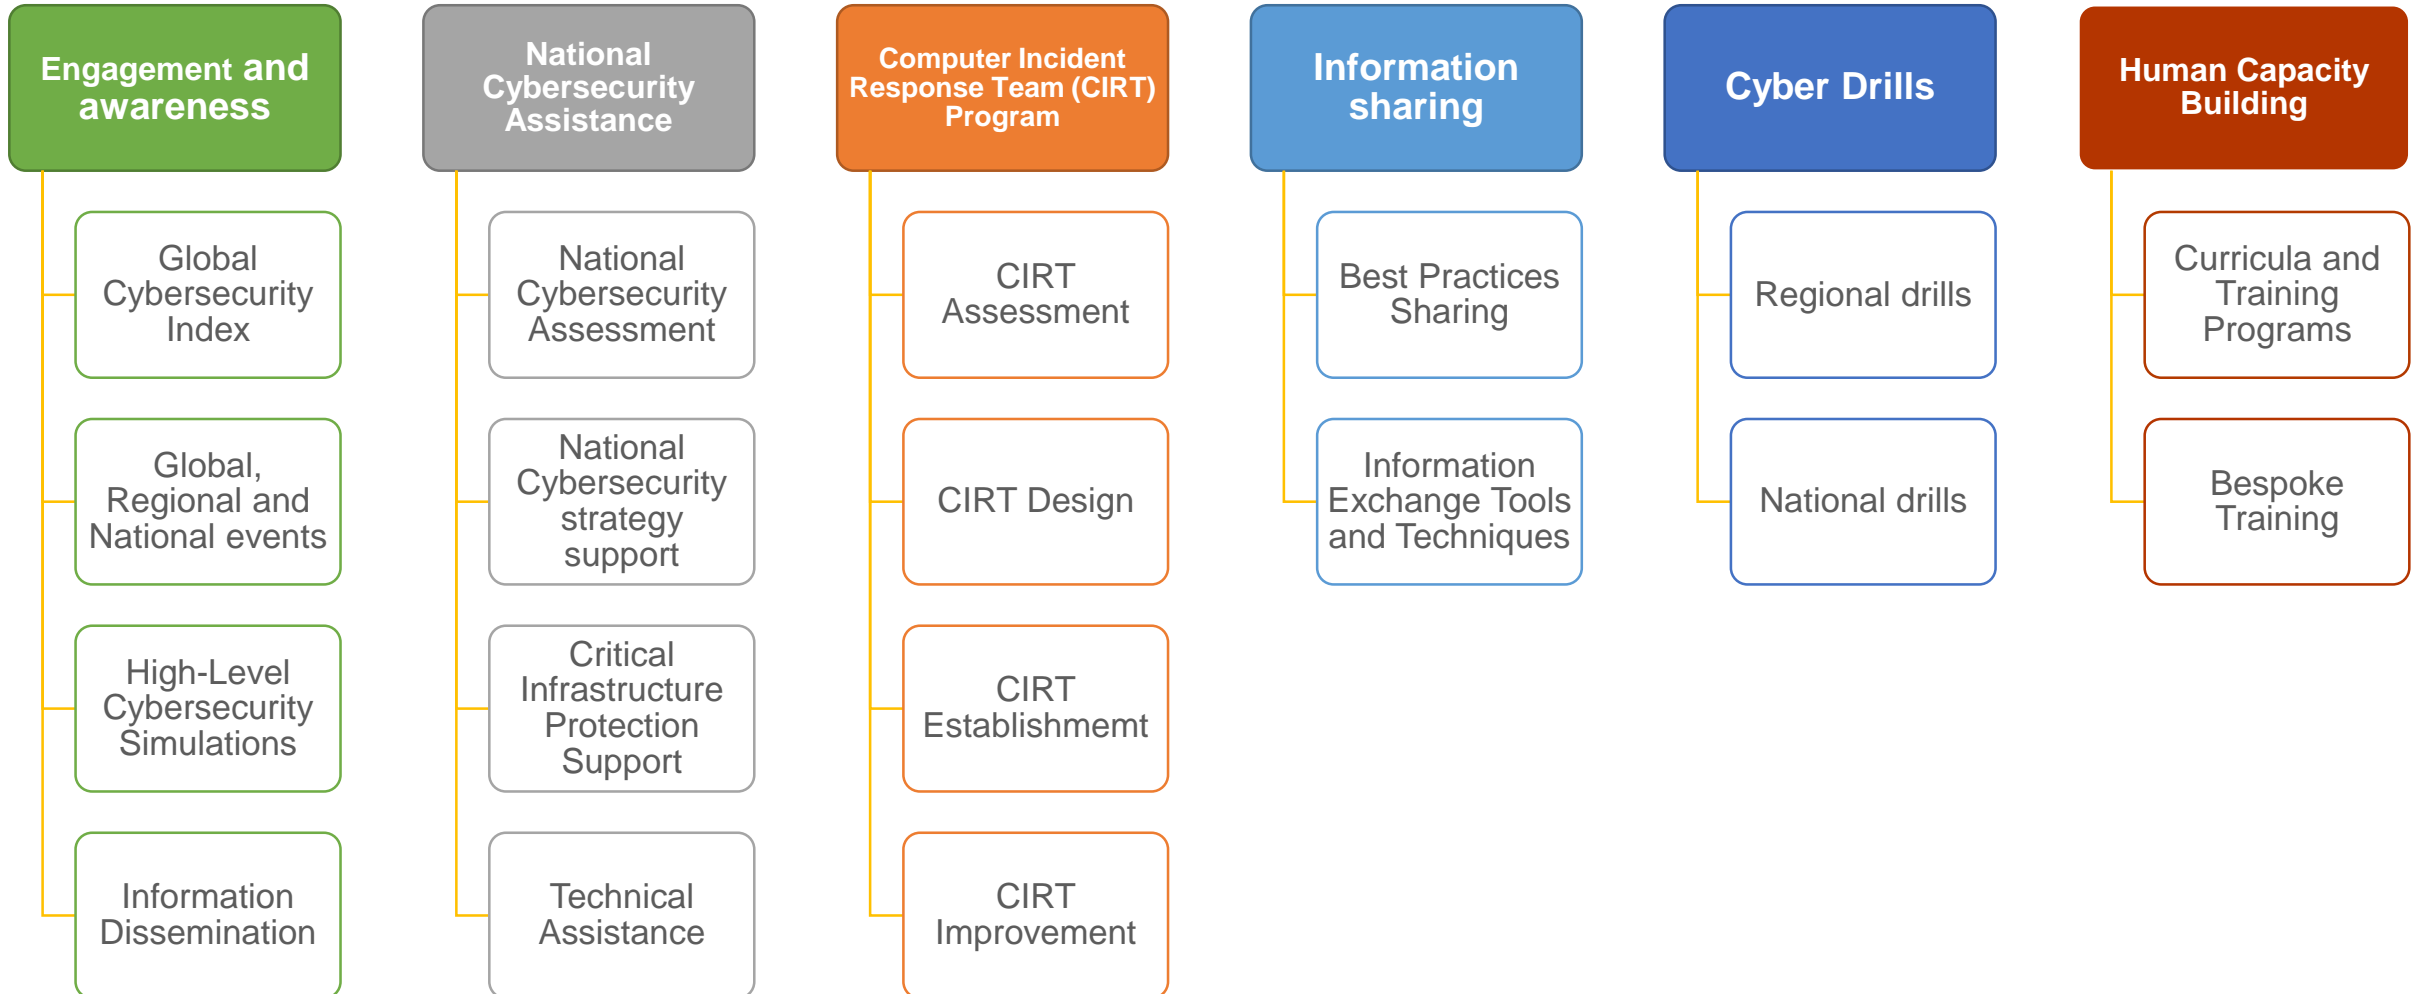 Engagement and
awareness
Global
Cybersecurity
Index
Global,
Regional and
National events
High-Level
Cybersecurity
Simulations
Information
Dissemination
National
Cybersecurity
Assistance
National
Cybersecurity
Assessment
National
Cybersecurity
strategy
support
Critical
Infrastructure
Protection
Support
Technical
Assistance
Computer Incident
Response Team (CIRT)
Program
CIRT
Assessment
CIRT Design
CIRT
Establishmemt
CIRT
Improvement
Information
sharing
Best Practices
Sharing
Information
Exchange Tools
and Techniques
Cyber Drills
Regional drills
National drills
Human Capacity
Building
Curricula and
Training
Programs
Bespoke
Training